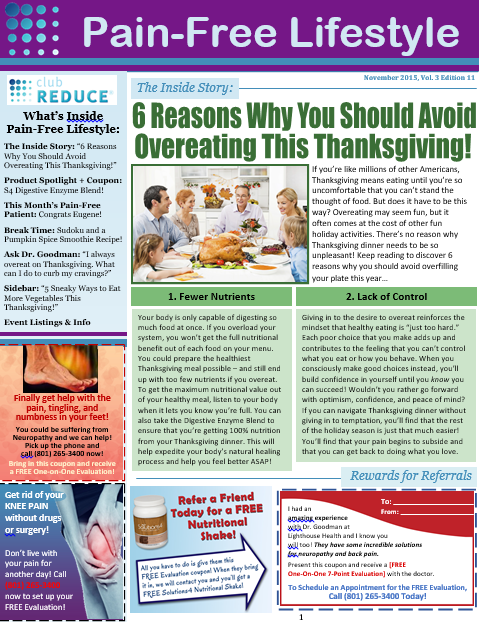 Pain-Free Lifestyle
November 2015, Vol. 3 Edition 11
club
REDUCE
What's Inside
Pain-Free Lifestyle:
The Inside Story: "6 Reasons
Why You Should Avoid
Overeating This Thanksgiving!"
Product Spotlight + Coupon:
S4 Digestive Enzyme Blend!
This Month's Pain-Free
Patient: Congrats Eugene!
Break Time: Sudoku and a
Pumpkin Spice Smoothie Recipe!
Ask Dr. Goodman: "I always
overeat on Thanksgiving. What
can I do to curb my cravings?"
Sidebar: "5 Sneaky Ways to Eat
More Vegetables This
Thanksgiving!"
Event Listings & Info
Finally get help with the
pain, tingling, and
numbness in your feet!
You could be suffering from
Neuropathy and we can help!
Pick up the phone and
call (801) 265-3400 now!
Bring in this coupon and receive
a FREE One-on-One Evaluation!
Get rid of your
KNEE PAIN
without drugs
or surgery!
Don't live with
your pain for
another day! Call
(801) 265-3400
now to set up your
FREE Evaluation!
The Inside Story:
6 Reasons Why You Should Avoid
Overeating This Thanksgiving!
If you're like millions of other Americans,
Thanksgiving means eating until you're so
uncomfortable that you can't stand the
thought of food. But does it have to be this
way? Overeating may seem fun, but it
often comes at the cost of other fun
holiday activities. There's no reason why
Thanksgiving dinner needs to be so
unpleasant! Keep reading to discover 6
reasons why you should avoid overfilling
your plate this year...
1. Fewer Nutrients
Your body is only capable of digesting so
much food at once. If you overload your
system, you won't get the full nutritional
benefit out of each food on your menu.
You could prepare the healthiest
Thanksgiving meal possible – and still end
up with too few nutrients if you overeat.
To get the maximum nutritional value out
of your healthy meal, listen to your body
when it lets you know you're full. You can
also take the Digestive Enzyme Blend to
ensure that you're getting 100% nutrition
from your Thanksgiving dinner. This will
help expedite your body's natural healing
process and help you feel better ASAP!
2. Lack of Control
Giving in to the desire to overeat reinforces the
mindset that healthy eating is "just too hard."
Each poor choice that you make adds up and
contributes to the feeling that you can't control
what you eat or how you behave. When you
consciously make good choices instead, you'll
build confidence in yourself until you know you
can succeed! Wouldn't you rather go forward
with optimism, confidence, and peace of mind?
If you can navigate Thanksgiving dinner without
giving in to temptation, you'll find that the rest
of the holiday season is just that much easier!
You'll find that your pain begins to subside and
that you can get back to doing what you love.
Rewards for Referrals
Refer a Friend
Today for a FREE
Nutritional
Shake!
All you have to do is give them this
FREE Evaluation coupon! When they bring
it in, we will contact you and you'll get a
FREE Solutions4 Nutritional Shake!
To:
From:
I had an
amazing experience
with Dr. Goodman at
Lighthouse Health and I know you
will too! They have some incredible solutions
for neuropathy and back pain.
Present this coupon and receive a [FREE
One-On-One 7-Point Evaluation] with the doctor.
To Schedule an Appointment for the FREE Evaluation,
Call (801) 265-3400 Today!
1